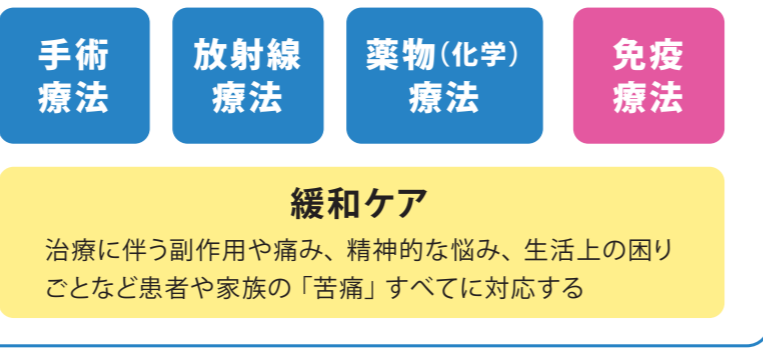 手術
療法
放射線
療法
薬物(化学)
療法
免疫
療法
緩和ケア
治療に伴う副作用や痛み、精神的な悩み、生活上の困り
ごとなど患者や家族の「苦痛」すべてに対応する